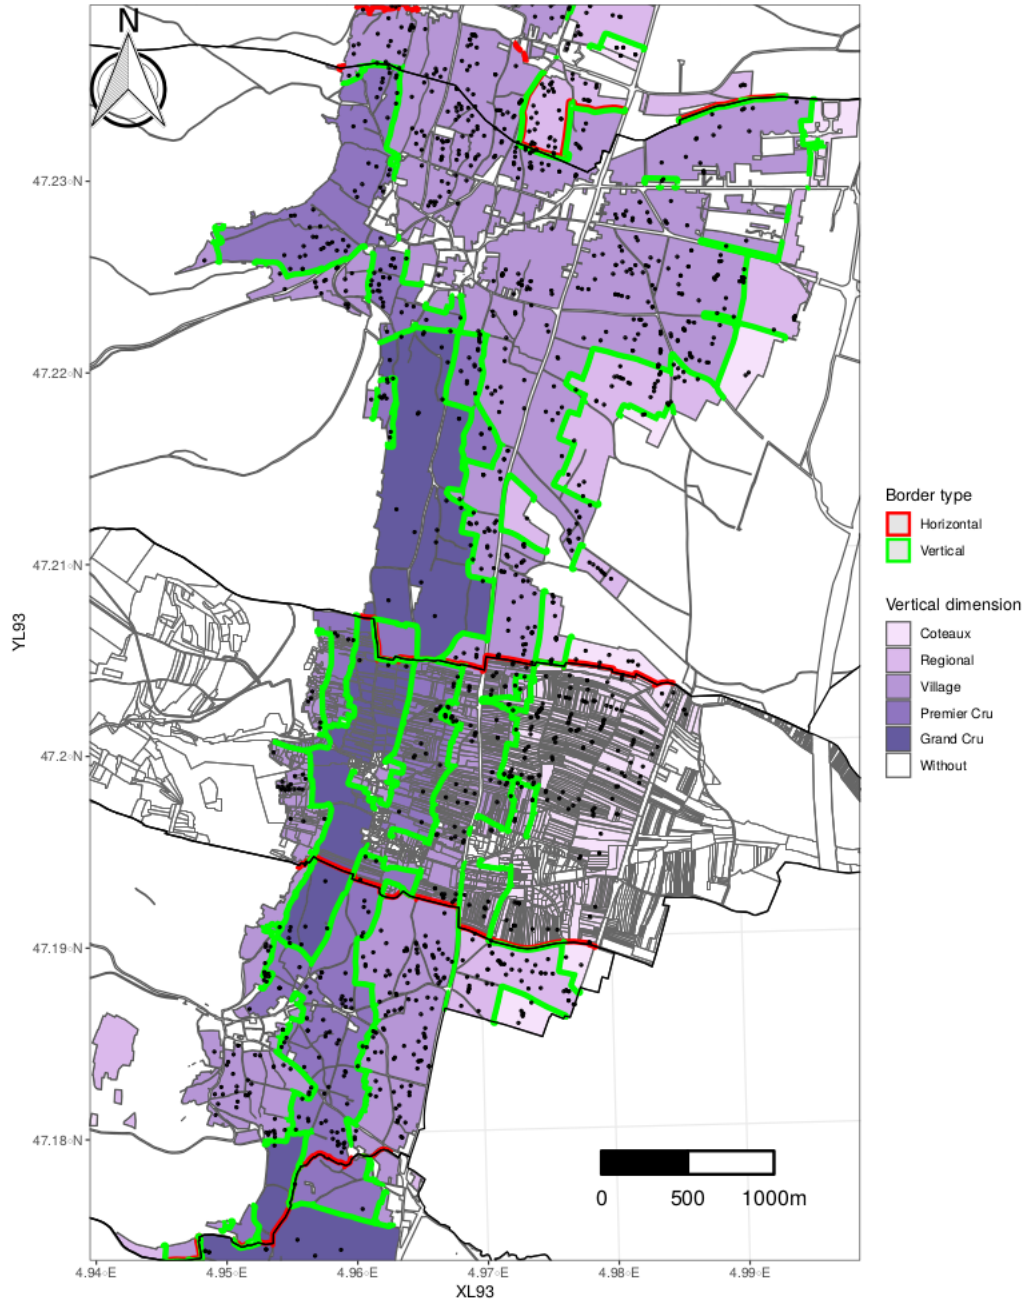 N
47.23◦N
47.22◦N
47.21◦N
47.2◦N
47.19◦N
47.18◦N
YL93
4.94◦E
4.95◦E
4.96◦E
4.97◦E
4.98◦E
4.99◦E
XL93
0
500
1000m
Border type
Horizontal
Vertical
Vertical dimension
Coteaux
Regional
Village
Premier Cru
Grand Cru
Without